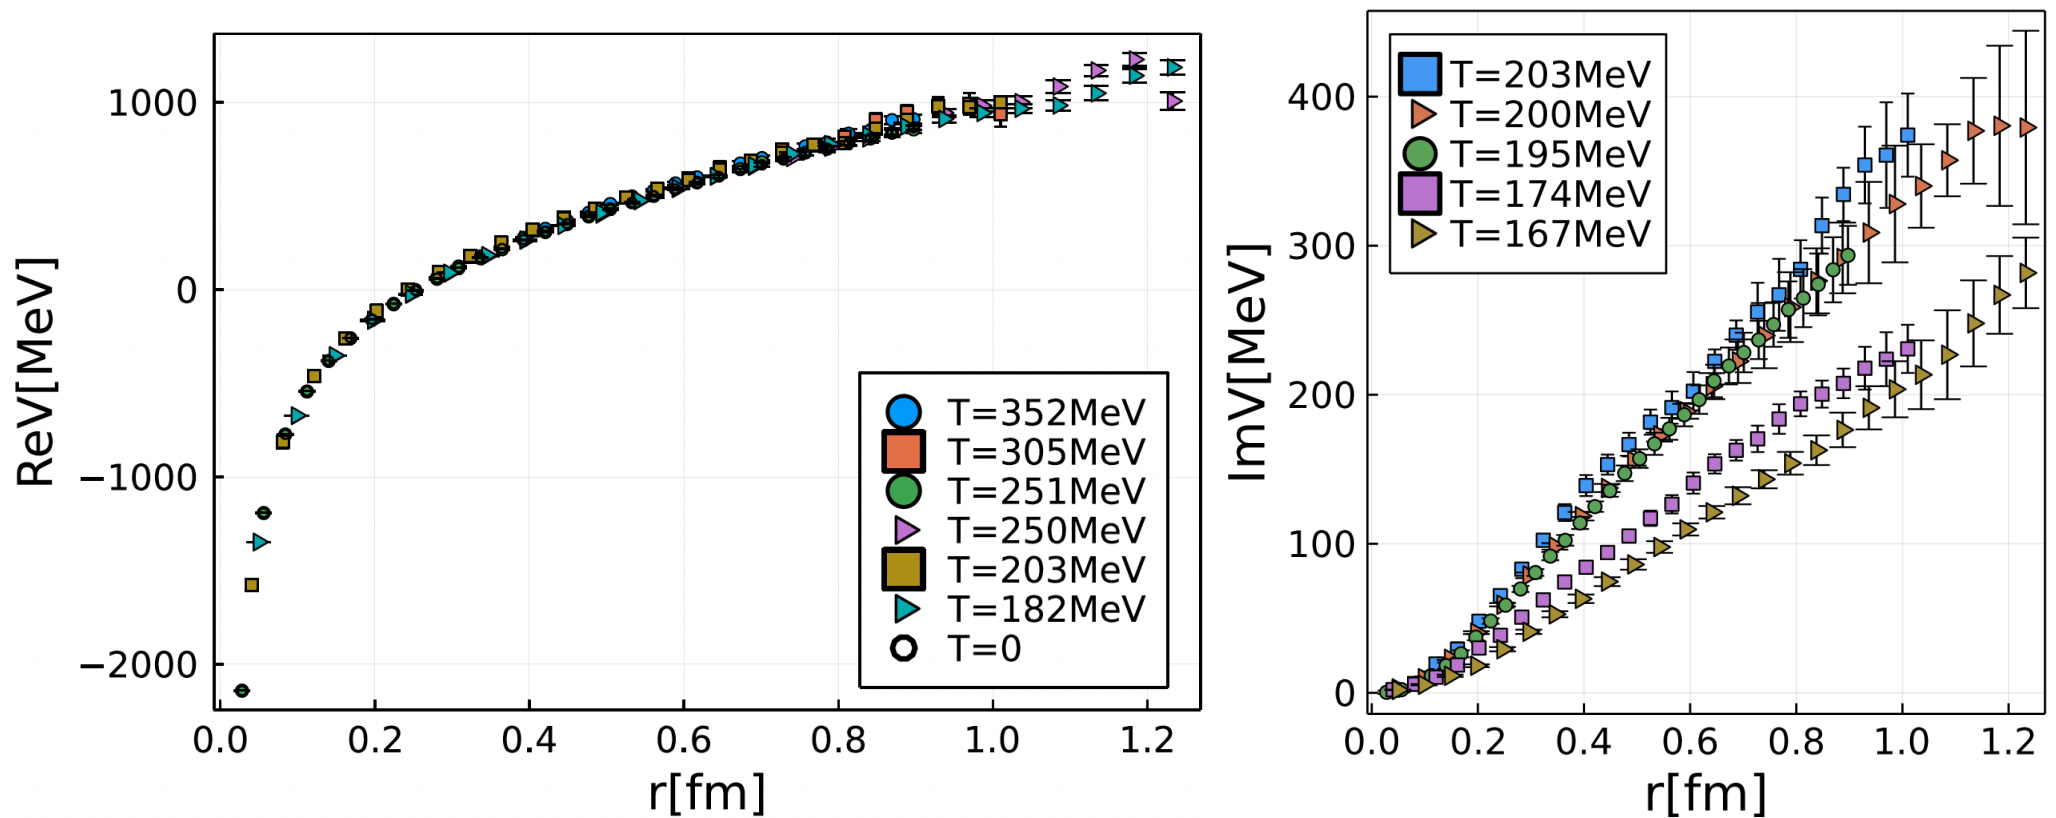 ReV[MeV]
1000
0
−1000
−2000
T=352MeV
T=305MeV
T=251MeV
T=250MeV
T=203MeV
T=182MeV
T=0
0.0 0.2 0.4 0.6 0.8 1.0 1.2
r[fm]
ImV[MeV]
400
300
200
100
0
T=203MeV
T=200MeV
T=195MeV
T=174MeV
T=167MeV
0.0 0.2 0.4 0.6 0.8 1.0 1.2
r[fm]